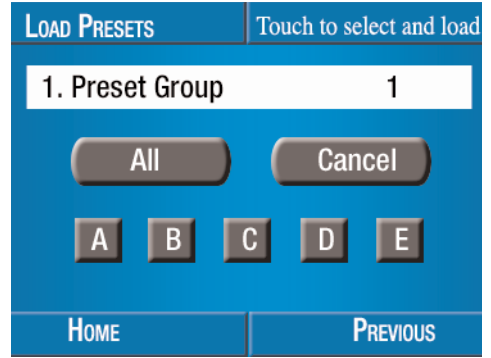 LOAD PRESETS
Touch to select and load
1. Preset Group 1
All Cancel
A B C D E
HOME PREVIOUS